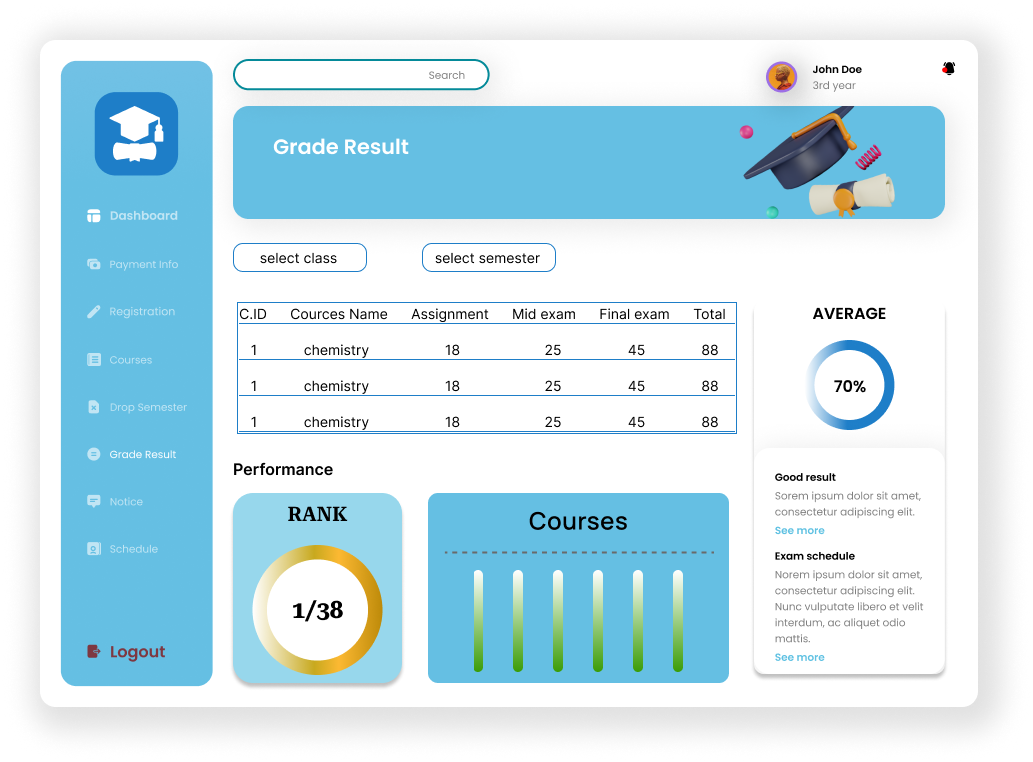 Search
John Doe
3rd year
Dashboard
Payment Info
Registration
Courses
Drop Semester
Grade Result
Notice
Schedule
Logout
Grade Result
select class
select semester
C.ID Cources Name Assignment Mid exam Final exam Total
1 chemistry 18 25 45 88
1 chemistry 18 25 45 88
1 chemistry 18 25 45 88
Performance
RANK
1/38
Courses
AVERAGE
70%
Good result
Sorem ipsum dolor sit amet,
consectetur adipiscing elit.
See more
Exam schedule
Norem ipsum dolor sit amet,
consectetur adipiscing elit.
Nunc vulputate libero et velit
interdum, ac aliquet odio
mattis.
See more